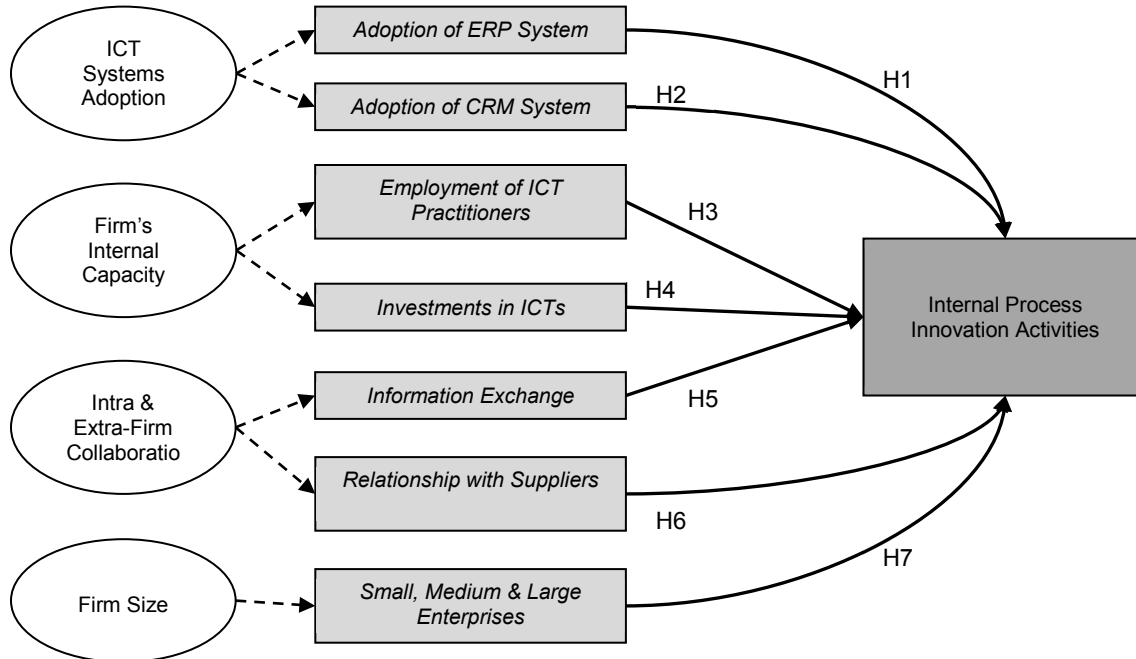 ICT
Systems
Adoption
Adoption of ERP System
H1
Adoption of CRM System
H2
Firm's
Internal
Capacity
Employment of ICT
Practitioners
H3
Investments in ICTs
H4
Internal Process
Innovation Activities
Intra &
Extra-Firm
Collaboratio
Information Exchange
H5
Relationship with Suppliers
H6
Firm Size
Small, Medium & Large
Enterprises
H7